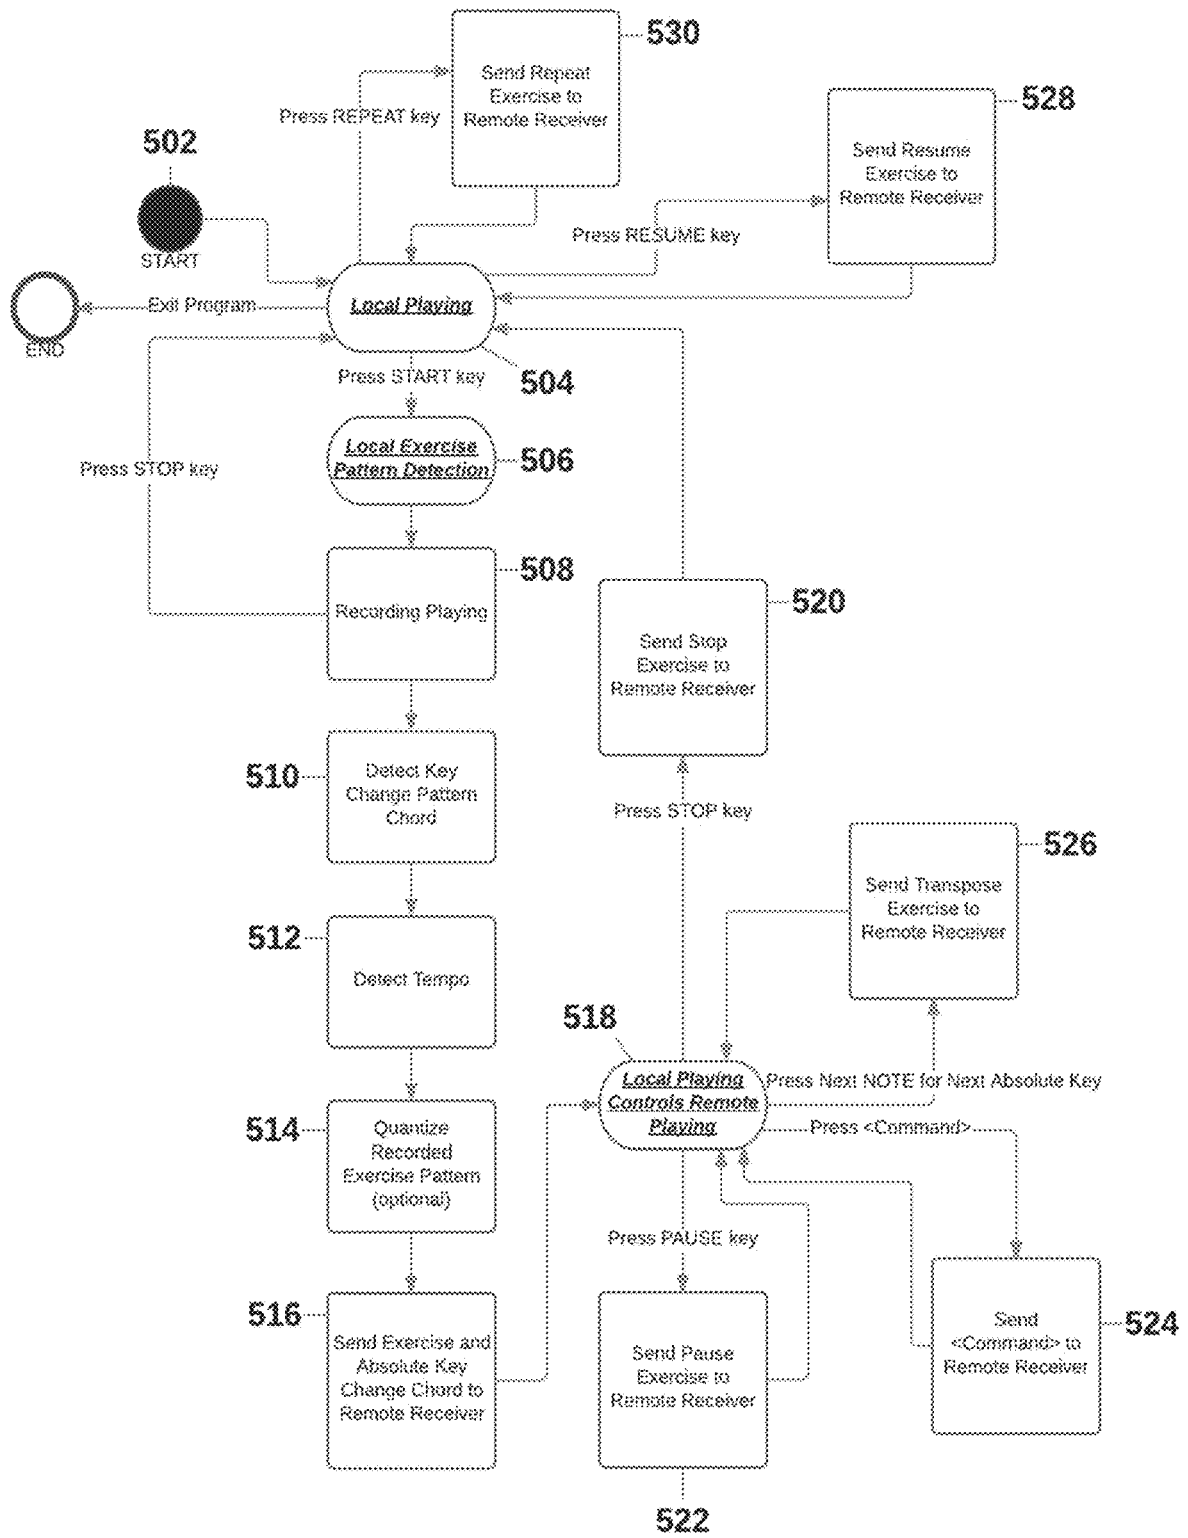 530
Send Repeat
Exercise to
Remote Receiver
528
Send Resume
Exercise to
Remote Receiver
Press REPEAT key
502
START
Press RESUME key
Exit Program
END
Local Playing
504
Press START key
Local Exercise
Pattern Detection
506
Press STOP key
508
Recording Playing
520
Send Stop
Exercise to
Remote Receiver
510
Detect Key
Change Pattern
Chord
Press STOP key
526
Send Transpose
Exercise to
Remote Receiver
512
Detect Tempo
518
Local Playing
Controls Remote
Playing
Press Next NOTE for Next Absolute Key
Press <Command>
514
Quantize
Recorded
Exercise Pattern
(optional)
Press PAUSE key
516
Send Exercise and
Absolute Key
Change Chord to
Remote Receiver
Send Pause
Exercise to
Remote Receiver
522
Send
<Command> to
Remote Receiver
524